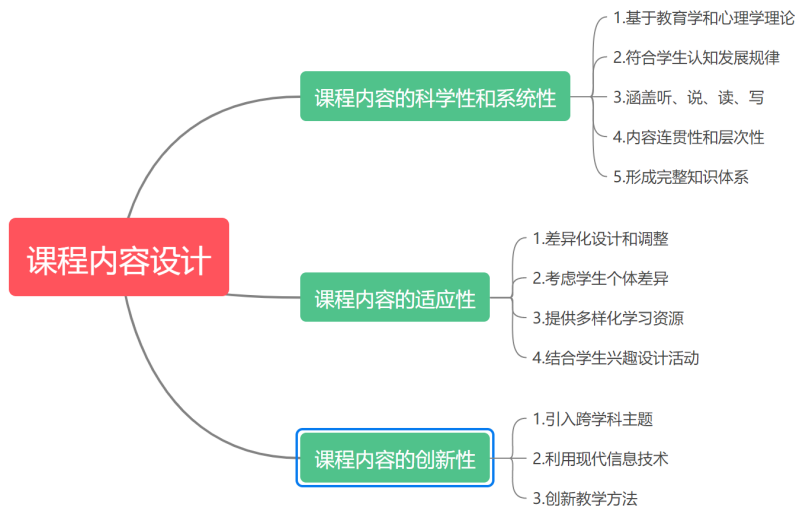 课程内容设计
课程内容的科学性和系统性
1.基于教育学和心理学理论
2.符合学生认知发展规律
3.涵盖听、说、读、写
4.内容连贯性和层次性
5.形成完整知识体系
课程内容的适应性
1.差异化设计和调整
2.考虑学生个体差异
3.提供多样化学习资源
4.结合学生兴趣设计活动
课程内容的创新性
1.引入跨学科主题
2.利用现代信息技术
3.创新教学方法